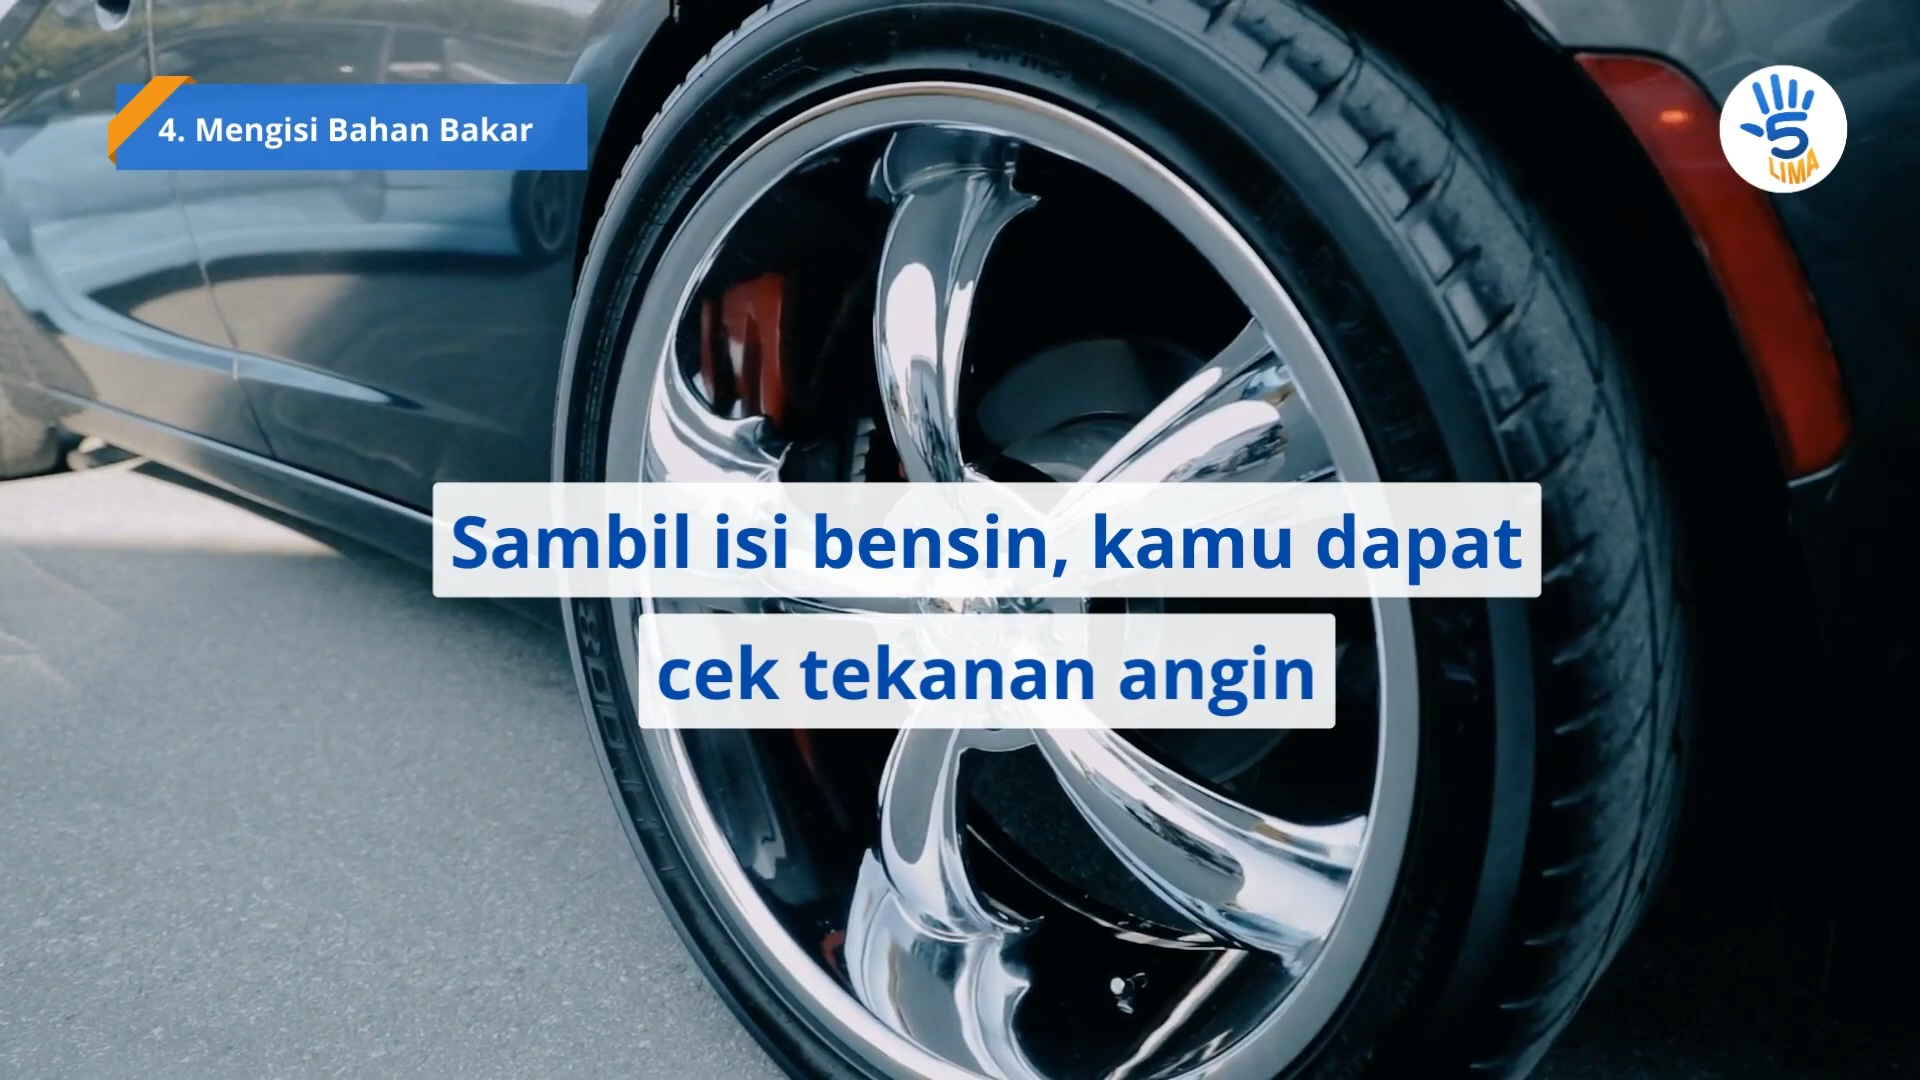 4. Mengisi Bahan Bakar
5
LIMA
Sambil isi bensin, kamu dapat
cek tekanan angin